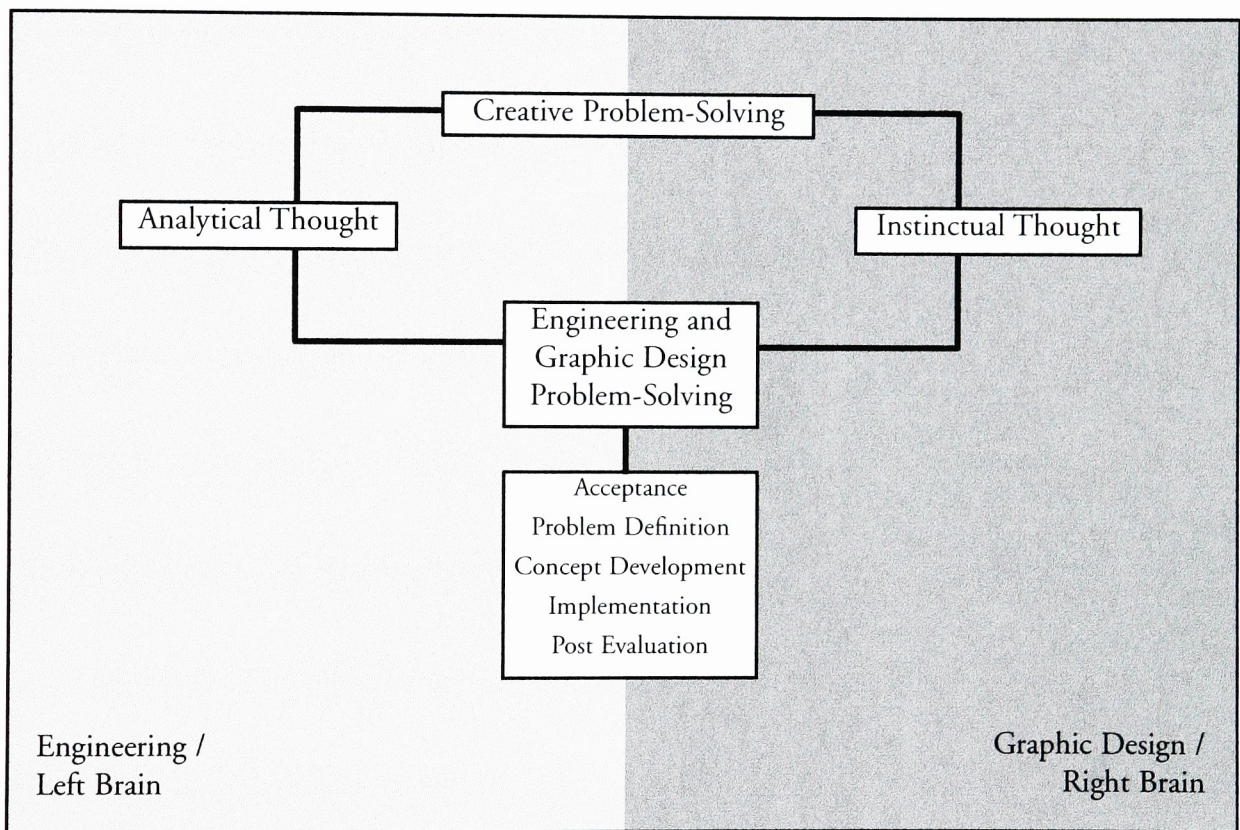 Creative Problem-Solving
Analytical Thought
Instinctual Thought
Engineering and
Graphic Design
Problem-Solving
Acceptance
Problem Definition
Concept Development
Implementation
Post Evaluation
Engineering /
Left Brain
Graphic Design /
Right Brain